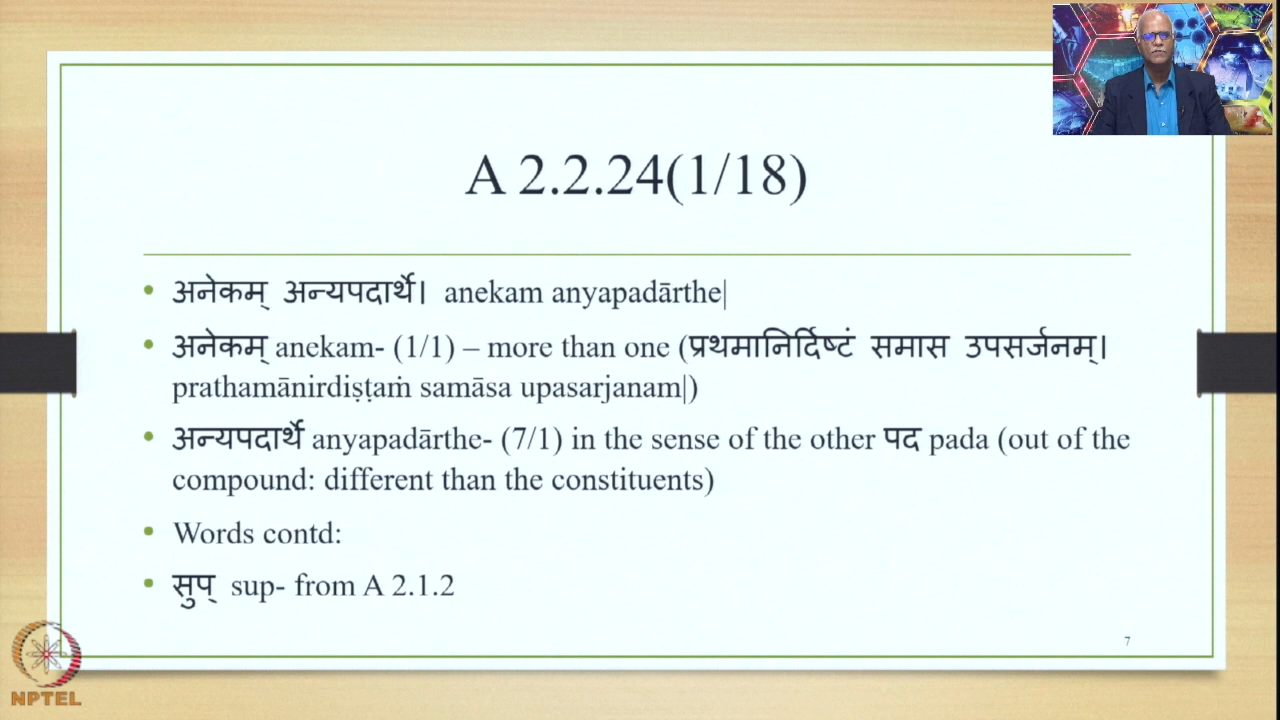 A 2.2.24(1/18)
• अनेकम् अन्यपदार्थे। anekam anyapadārthe|
• अनेकम् anekam- (1/1) – more than one (प्रथमानिर्दिष्टं समास उपसर्जनम्।
prathamānirdiṣṭaṁ samāsa upasarjanam|)
• अन्यपदार्थे anyapadārthe- (7/1) in the sense of the other पद pada (out of the
compound: different than the constituents)
• Words contd:
• सुप् sup- from A 2.1.2
7
NPTEL